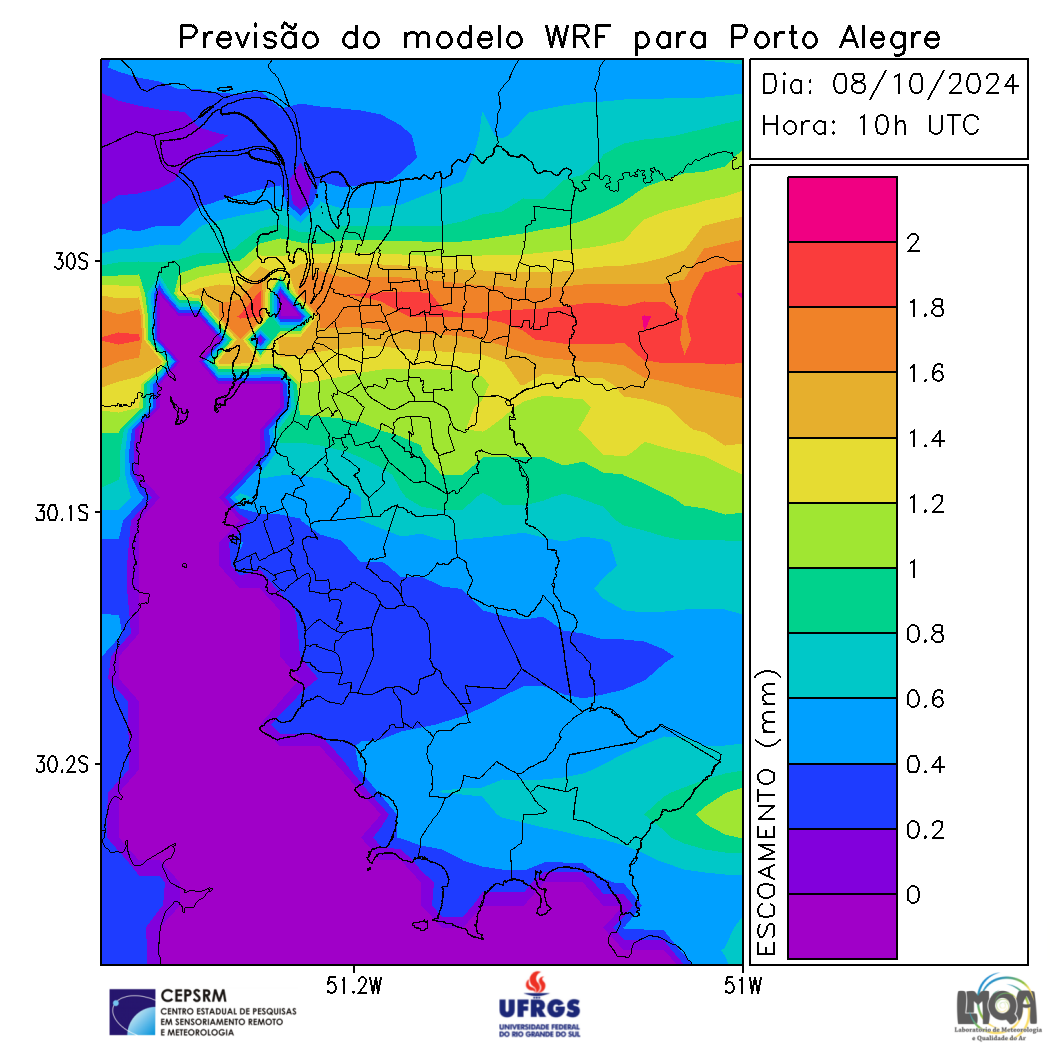 Previsão do modelo WRF para Porto Alegre
Dia: 08/10/2024
Hora: 10h UTC
30S
30.1S
30.2S
51.2W
51W
ESCOAMENTO (mm)
2
1.8
1.6
1.4
1.2
1
0.8
0.6
0.4
0.2
0
CEPSRM
CENTRO ESTADUAL DE PESQUISAS
EM SENSORIAMENTO REMOTO
E METEOROLOGIA
UFRGS
UNIVERSIDADE FEDERAL
DO RIO GRANDE DO SUL
LMQA
Laboratório de Meteorologia
e Qualidade do Ar